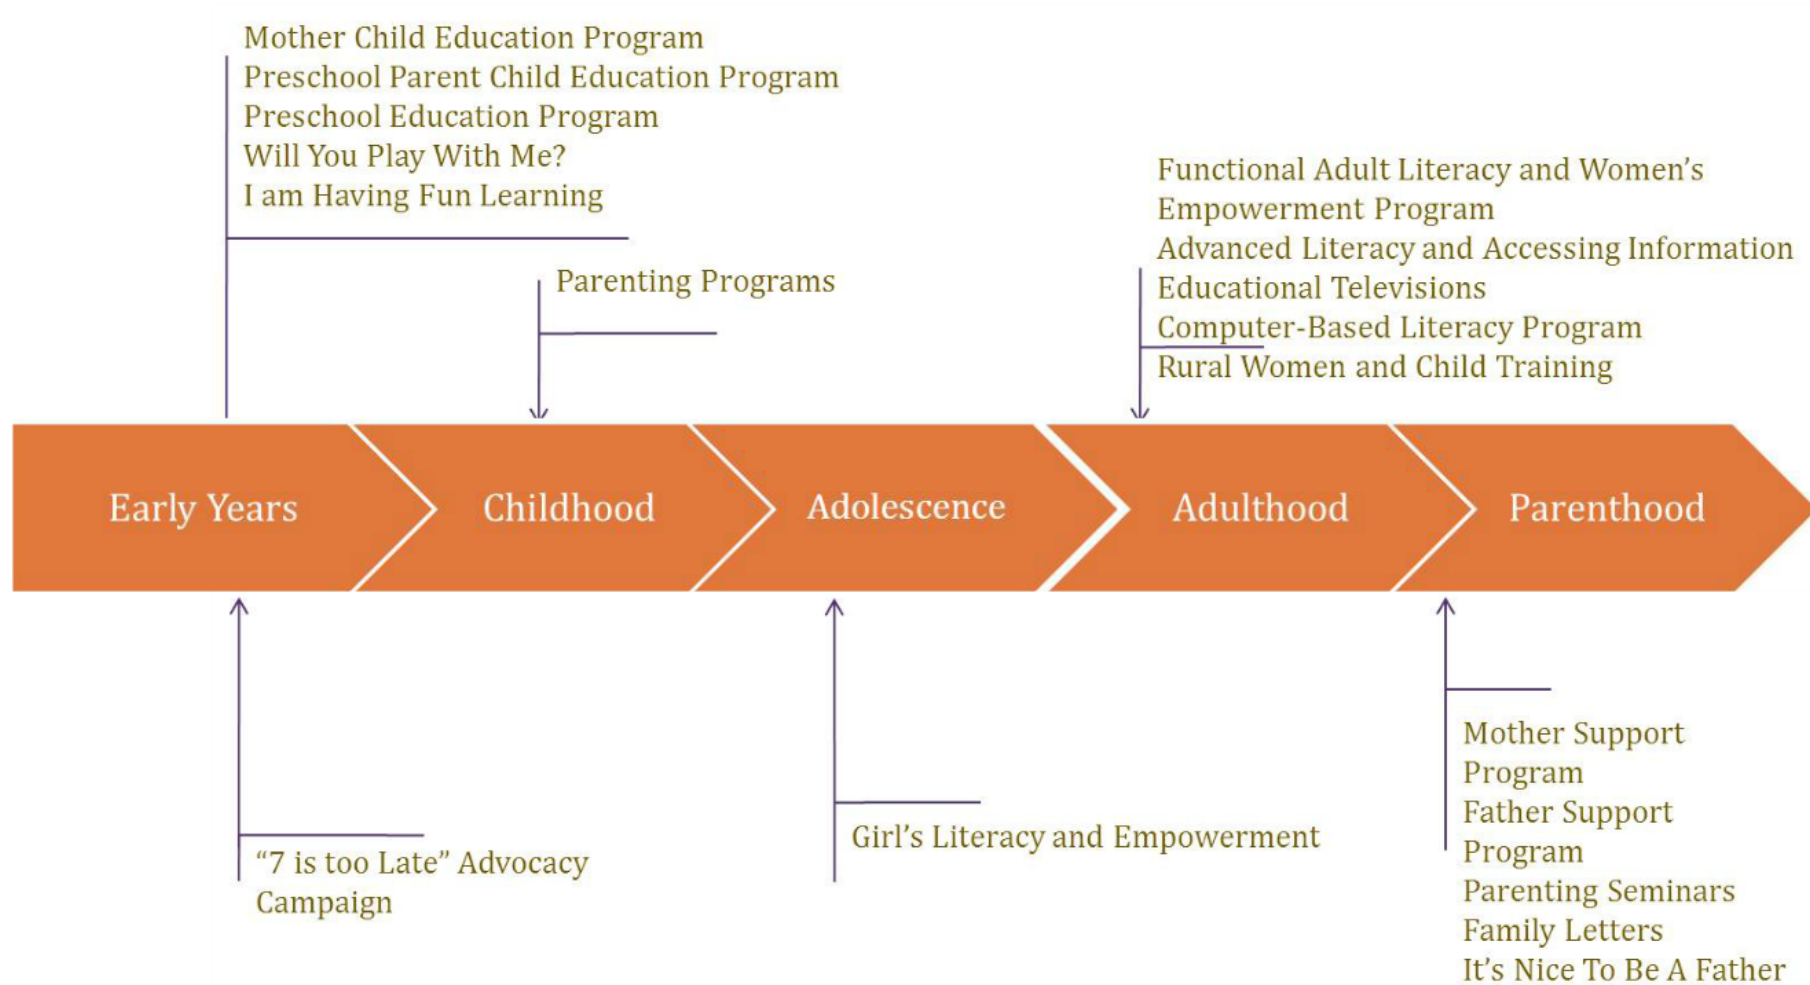 Mother Child Education Program
Preschool Parent Child Education Program
Preschool Education Program
Will You Play With Me?
I am Having Fun Learning
Parenting Programs
Functional Adult Literacy and Women’s
Empowerment Program
Advanced Literacy and Accessing Information
Educational Televisions
Computer-Based Literacy Program
Rural Women and Child Training
Early Years
Childhood
Adolescence
Adulthood
Parenthood
“7 is too Late” Advocacy
Campaign
Girl’s Literacy and Empowerment
Mother Support
Program
Father Support
Program
Parenting Seminars
Family Letters
It’s Nice To Be A Father